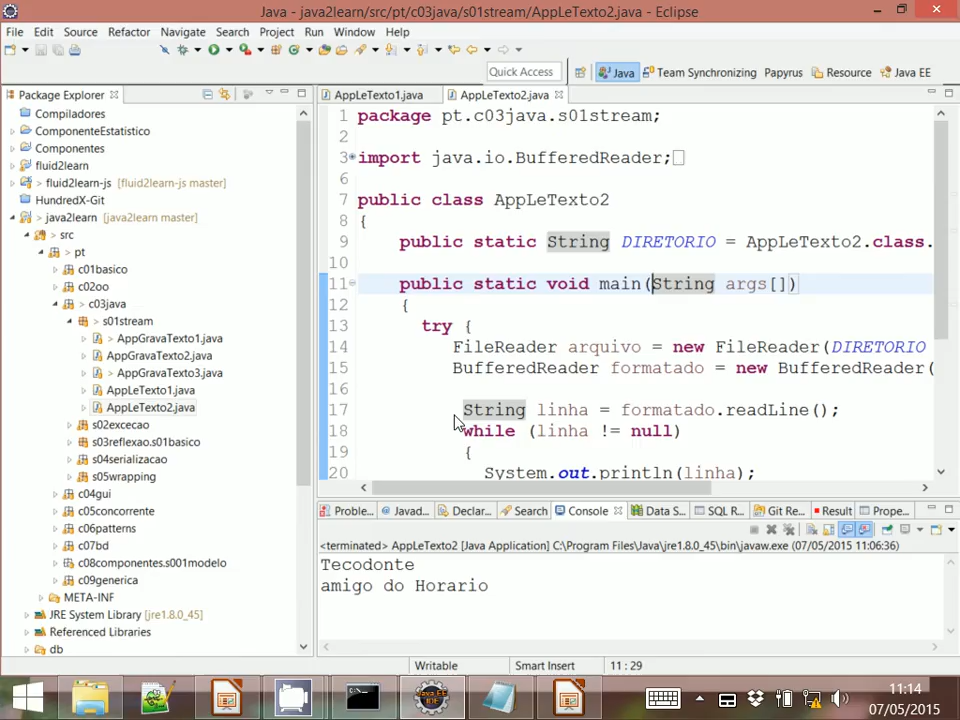 Java - java2learn/src/pt/c03java/s01stream/AppLeTexto2.java - Eclipse
File Edit Source Refactor Navigate Search Project Run Window Help
Quick Access
Java
Team Synchronizing
Papyrus
Resource
Java EE
Package Explorer
Compiladores
ComponenteEstatistico
Componentes
fluid2learn
> fluid2learn-js [fluid2learn-js master]
HundredX-Git
> java2learn [java2learn master]
> src
> pt
c01basico
c02oo
> c03java
> s01stream
> AppGravaTexto1.java
AppGravaTexto2.java
> AppGravaTexto3.java
AppLeTexto1.java
AppLeTexto2.java
s02excecao
s03reflexao.s01basico
s04serializacao
s05wrapping
c04gui
c05concorrente
c06patterns
c07bd
c08componentes.s001modelo
c09generica
META-INF
JRE System Library [jre1.8.0_45]
Referenced Libraries
db
AppLeTexto1.java
AppLeTexto2.java
1 package pt.c03java.s01stream;
2
3 import java.io.BufferedReader;
6
7 public class AppLeTexto2
8 {
9 public static String DIRETORIO = AppLeTexto2.class.
10
11 public static void main(String args[])
12 {
13 try {
14 FileReader arquivo = new FileReader(DIRETORIO
15 BufferedReader formatado = new BufferedReader(
16
17 String linha = formatado.readLine();
18 while (linha != null)
19 {
20 System.out.println(linha);
Proble...
Javad...
Declar...
Search
Console
Data S...
SQL R...
Git Re...
Result
Prope...
<terminated> AppLeTexto2 [Java Application] C:\Program Files\Java\jre1.8.0_45\bin\javaw.exe (07/05/2015 11:06:36)
Tecodonte
amigo do Horario
Writable
Smart Insert
11 : 29
Java EE
IDE
11:14
07/05/2015